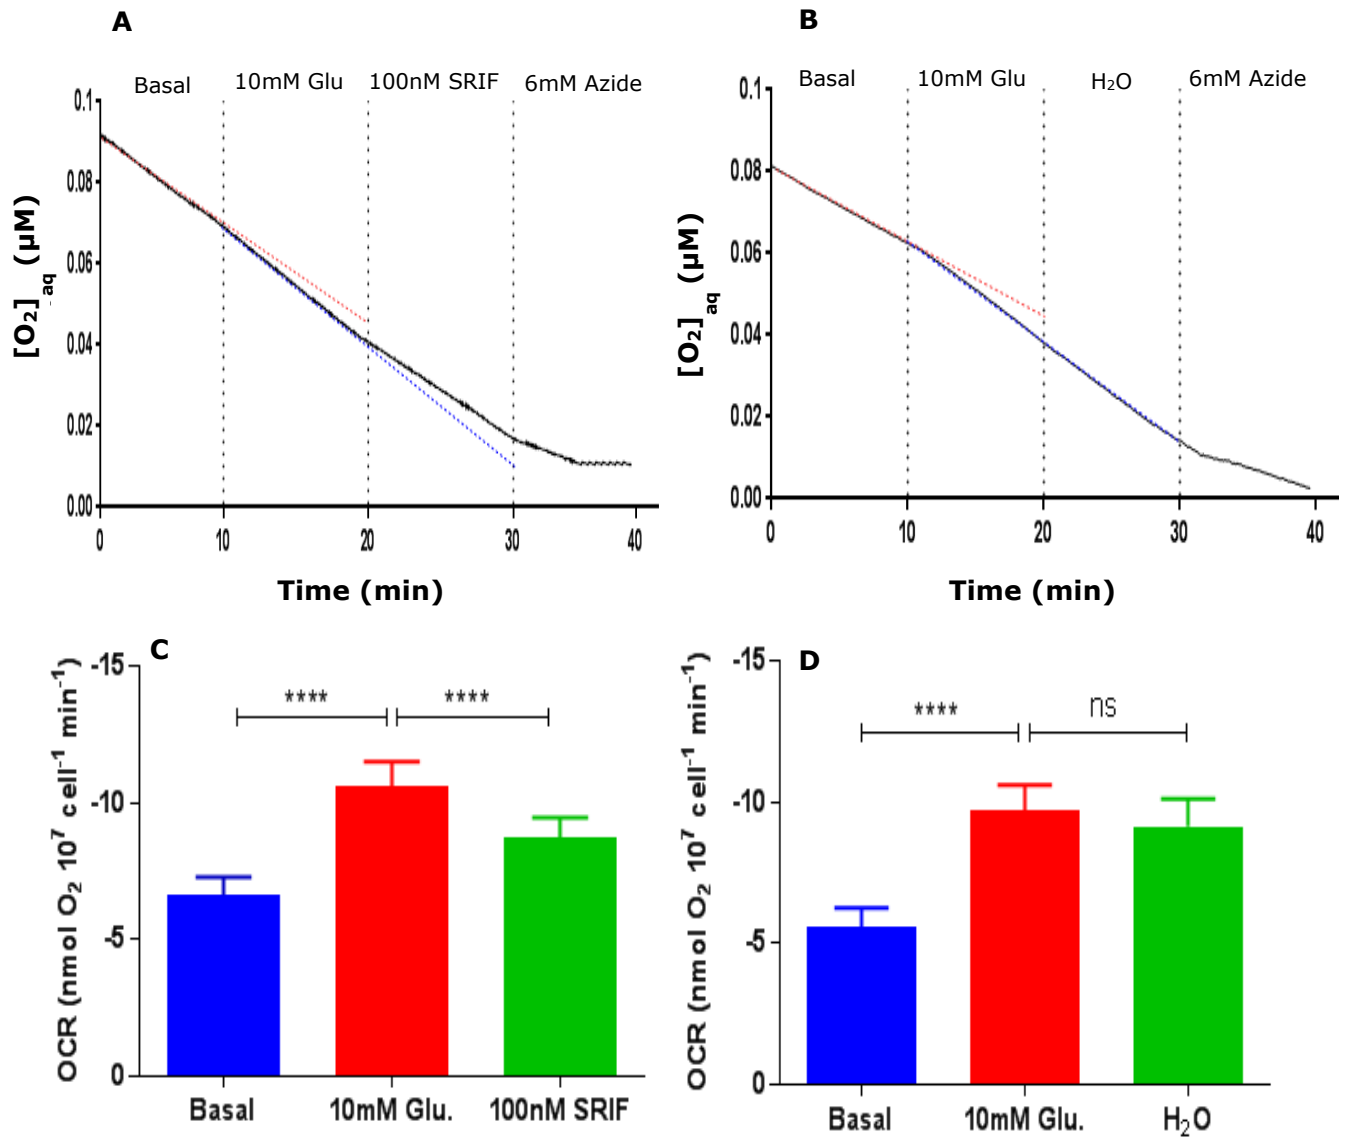 A
B
Basal 10mM Glu 100nM SRIF 6mM Azide
Basal 10mM Glu H₂O 6mM Azide
[O₂]aq (µM)
0.1
0.08
0.06
0.04
0.02
0.00
0 10 20 30 40
Time (min)
[O₂]aq (µM)
0.1
0.08
0.06
0.04
0.02
0.00
0 10 20 30 40
Time (min)
C
OCR (nmol O₂ 10⁷ cell⁻¹ min⁻¹)
-15
-10
-5
0
**** ****
Basal 10mM Glu. 100nM SRIF
D
OCR (nmol O₂ 10⁷ cell⁻¹ min⁻¹)
-15
-10
-5
0
**** ns
Basal 10mM Glu. H₂O